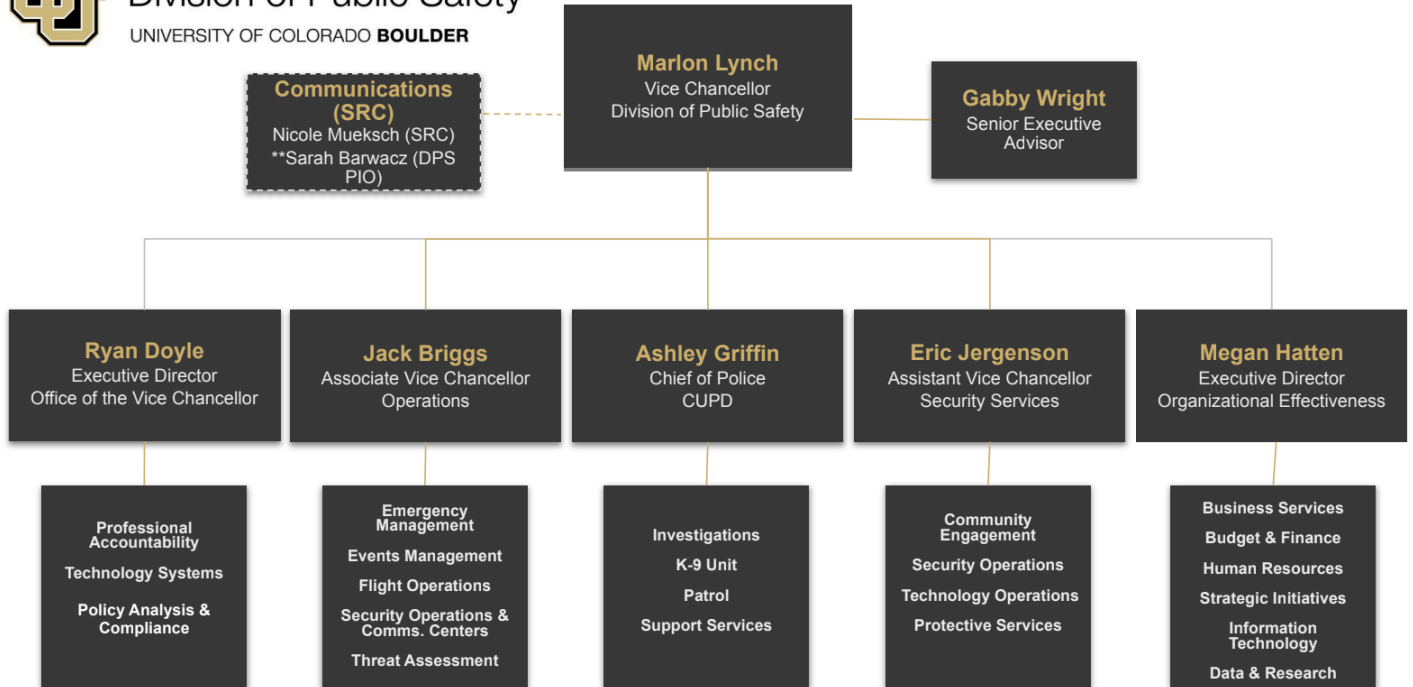 Division of Public Safety
UNIVERSITY OF COLORADO BOULDER
Marlon Lynch
Vice Chancellor
Division of Public Safety
Communications
(SRC)
Nicole Mueksch (SRC)
**Sarah Barwacz (DPS
PIO)
Gabby Wright
Senior Executive
Advisor
Ryan Doyle
Executive Director
Office of the Vice Chancellor
Jack Briggs
Associate Vice Chancellor
Operations
Ashley Griffin
Chief of Police
CUPD
Eric Jergenson
Assistant Vice Chancellor
Security Services
Megan Hatten
Executive Director
Organizational Effectiveness
Professional
Accountability
Technology Systems
Policy Analysis &
Compliance
Emergency
Management
Events Management
Flight Operations
Security Operations &
Comms. Centers
Threat Assessment
Investigations
K-9 Unit
Patrol
Support Services
Community
Engagement
Security Operations
Technology Operations
Protective Services
Business Services
Budget & Finance
Human Resources
Strategic Initiatives
Information
Technology
Data & Research